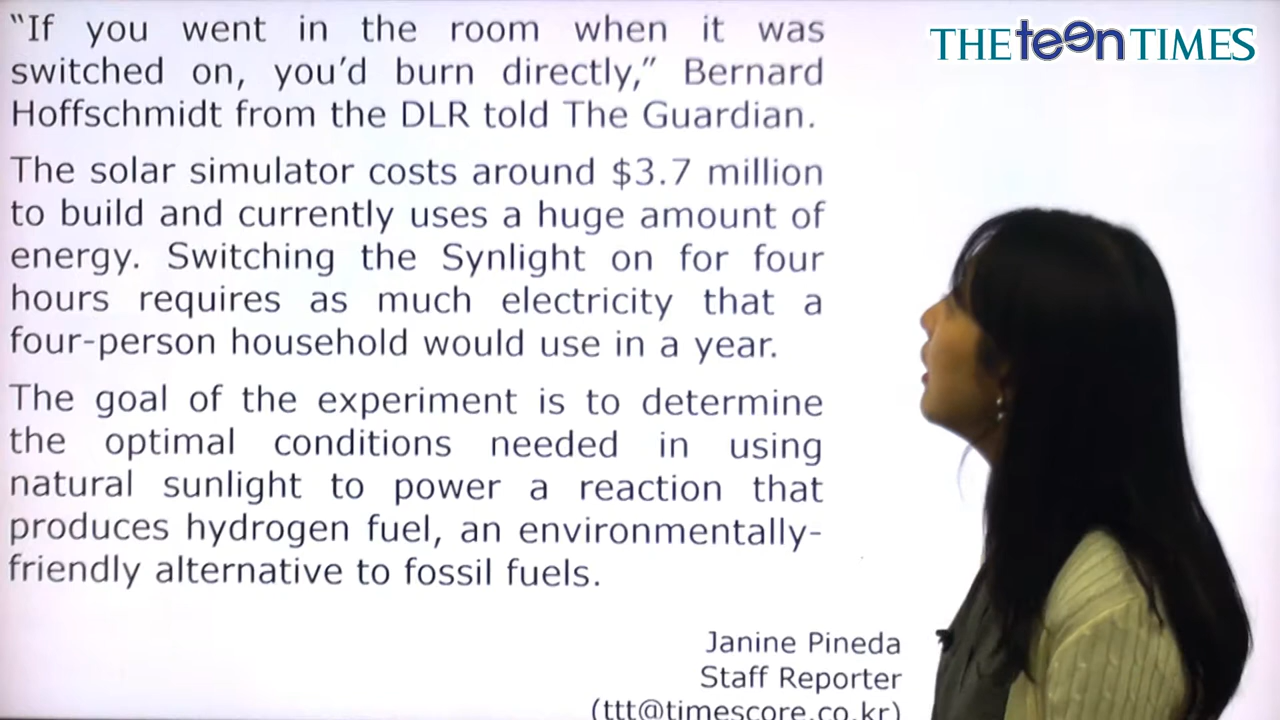 THE teen TIMES
“If you went in the room when it was
switched on, you’d burn directly,” Bernard
Hoffschmidt from the DLR told The Guardian.
The solar simulator costs around $3.7 million
to build and currently uses a huge amount of
energy. Switching the Synlight on for four
hours requires as much electricity that a
four-person household would use in a year.
The goal of the experiment is to determine
the optimal conditions needed in using
natural sunlight to power a reaction that
produces hydrogen fuel, an environmentally-
friendly alternative to fossil fuels.
Janine Pineda
Staff Reporter
(ttt@timescore.co.kr)